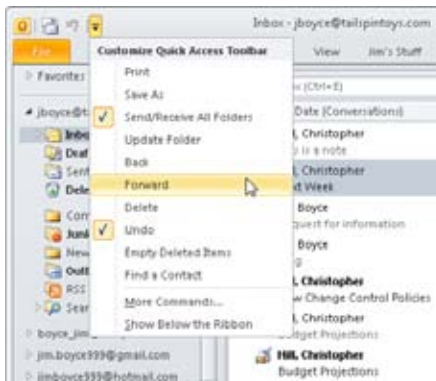 Inbox - jboyce@tailspintoys.com
File
View Jim's Stuff
Customize Quick Access Toolbar
Print
Save As
Send/Receive All Folders
Update Folder
Back
Forward
Delete
Undo
Empty Deleted Items
Find a Contact
More Commands...
Show Below the Ribbon
Favorites
jboyce@t
Inbo
Draf
Sent
Dele
Con
Junk
New
Outb
RSS
Sear
boyce_jim
jim.boyce999@gmail.com
jimboyce999@hotmail.com
(Ctrl+E)
Date (Conversations)
, Christopher
is a note
, Christopher
t Week
Boyce
uest for information
Boyce
, Christopher
w Change Control Policies
, Christopher
Budget Projections
Hill, Christopher
Budget Projections